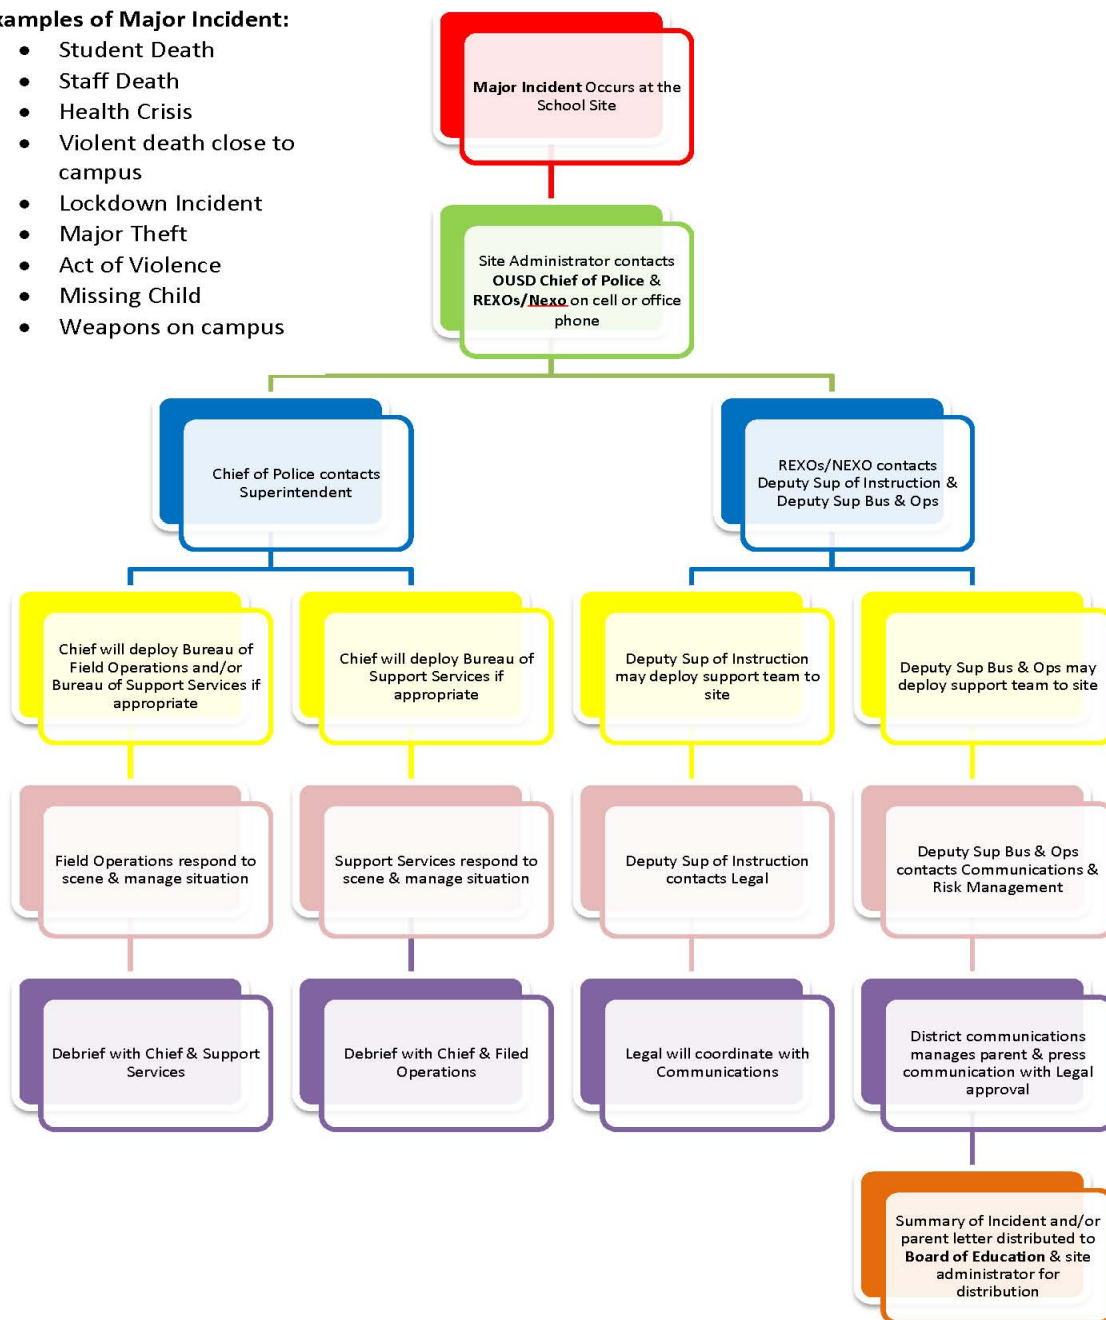 xamples of Major Incident:
• Student Death
• Staff Death
• Health Crisis
• Violent death close to
campus
• Lockdown Incident
• Major Theft
• Act of Violence
• Missing Child
• Weapons on campus
Major Incident Occurs at the
School Site
Site Administrator contacts
OUSD Chief of Police &
REXOs/Nexo on cell or office
phone
Chief of Police contacts
Superintendent
REXOs/NEXO contacts
Deputy Sup of Instruction &
Deputy Sup Bus & Ops
Chief will deploy Bureau of
Field Operations and/or
Bureau of Support Services if
appropriate
Chief will deploy Bureau of
Support Services if
appropriate
Deputy Sup of Instruction
may deploy support team to
site
Deputy Sup Bus & Ops may
deploy support team to site
Field Operations respond to
scene & manage situation
Support Services respond to
scene & manage situation
Deputy Sup of Instruction
contacts Legal
Deputy Sup Bus & Ops
contacts Communications &
Risk Management
Debrief with Chief & Support
Services
Debrief with Chief & Filed
Operations
Legal will coordinate with
Communications
District communications
manages parent & press
communication with Legal
approval
Summary of Incident and/or
parent letter distributed to
Board of Education & site
administrator for
distribution